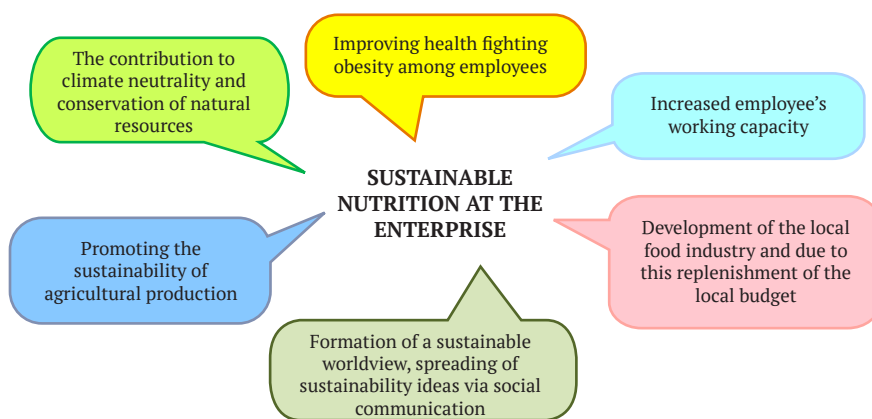 The contribution to
climate neutrality and
conservation of natural
resources
Improving health fighting
obesity among employees
Increased employee's
working capacity
SUSTAINABLE
NUTRITION AT THE
ENTERPRISE
Promoting the
sustainability of
agricultural production
Development of the local
food industry and due to
this replenishment of the
local budget
Formation of a sustainable
worldview, spreading of
sustainability ideas via social
communication